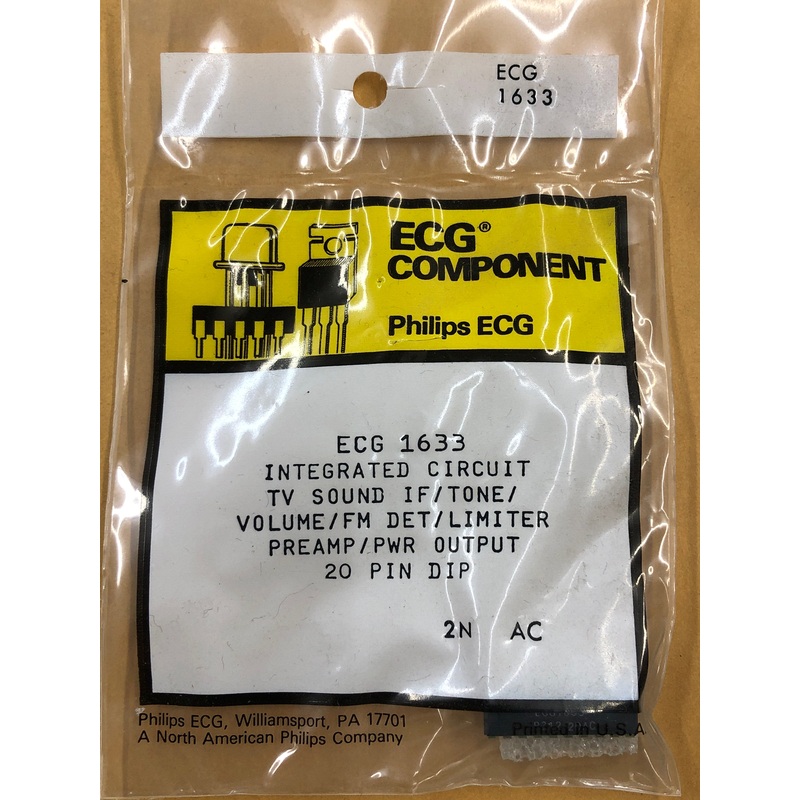 ECG
1633
ECG®
COMPONENT
Philips ECG
ECG 1633
INTEGRATED CIRCUIT
TV SOUND IF/TONE/
VOLUME/FM DET/LIMITER
PREAMP/PWR OUTPUT
20 PIN DIP
2N AC
Philips ECG, Williamsport, PA 17701
A North American Philips Company
Printed in U.S.A